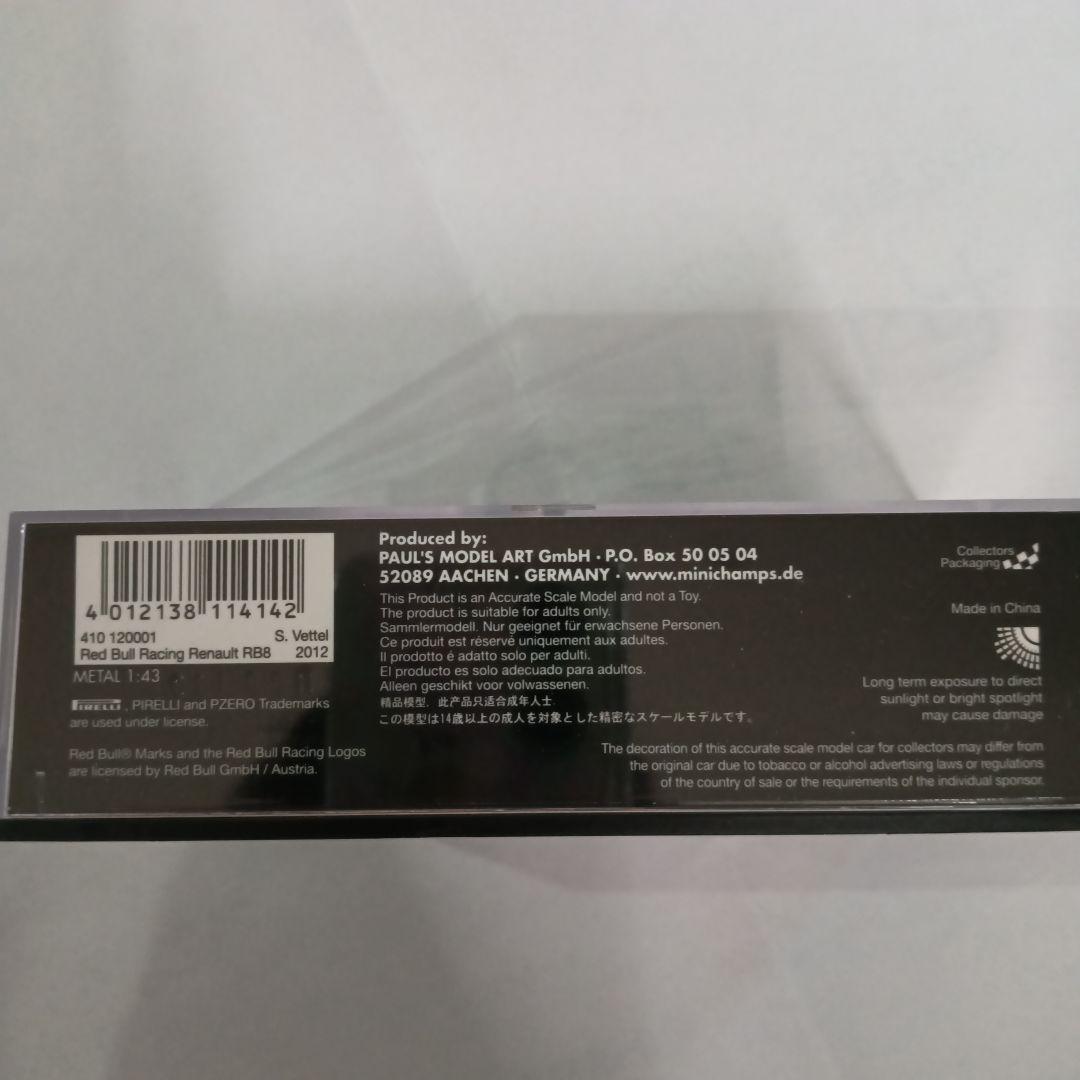 4 012138 114142
410 120001 S. Vettel
Red Bull Racing Renault RB8 2012
METAL 1:43
PIRELLI, PIRELLI and PZERO Trademarks
are used under license.
Red Bull® Marks and the Red Bull Racing Logos
are licensed by Red Bull GmbH / Austria.
Produced by:
PAUL'S MODEL ART GmbH · P.O. Box 50 05 04
52089 AACHEN · GERMANY · www.minichamps.de
This Product is an Accurate Scale Model and not a Toy.
The product is suitable for adults only.
Sammlermodell. Nur geeignet für erwachsene Personen.
Ce produit est réservé uniquement aux adultes.
Il prodotto é adatto solo per adulti.
El producto es solo adecuado para adultos.
Alleen geschikt voor volwassenen.
精品模型．此产品只适合成年人士．
この模型は14歳以上の成人を対象とした精密なスケールモデルです。
Collectors
Packaging
Made in China
Long term exposure to direct
sunlight or bright spotlight
may cause damage
The decoration of this accurate scale model car for collectors may differ from
the original car due to tobacco or alcohol advertising laws or regulations
of the country of sale or the requirements of the individual sponsor.